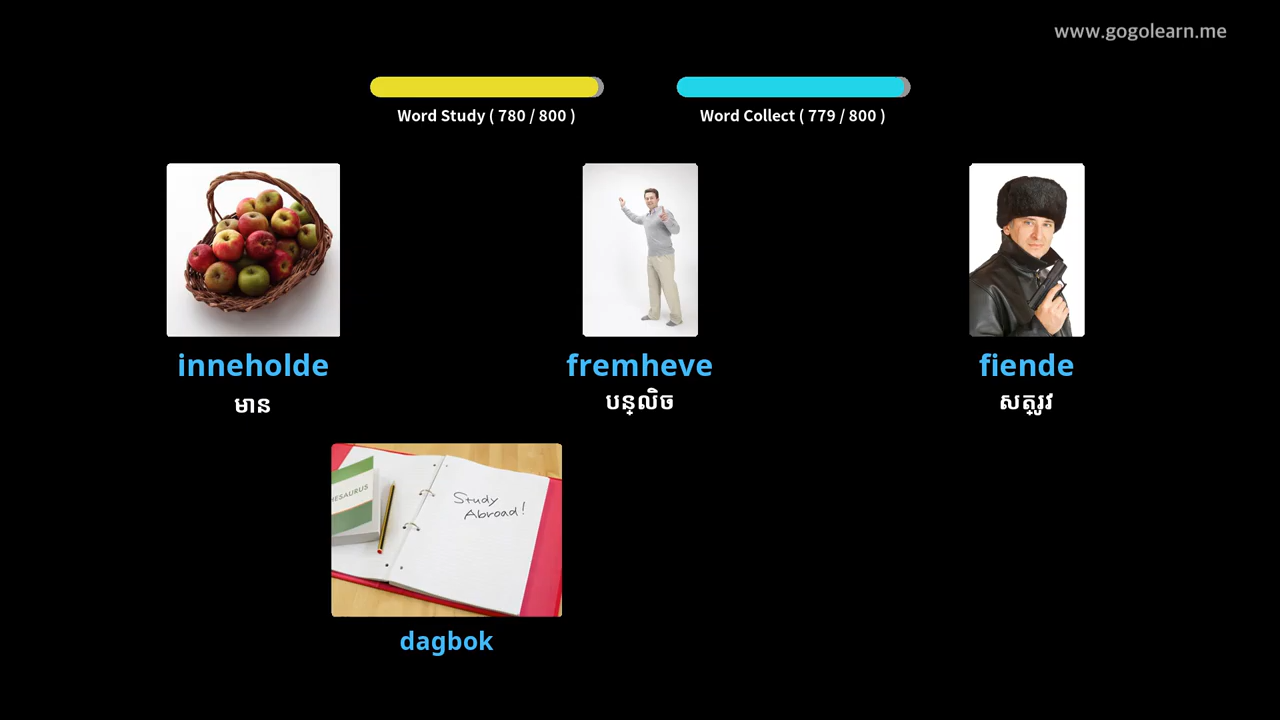 www.gogolearn.me
Word Study ( 780 / 800 )
Word Collect ( 779 / 800 )
inneholde
fremheve
fiende
មាន
បន្លិច
សត្រូវ
HESAURUS
Study
Abroad!
dagbok